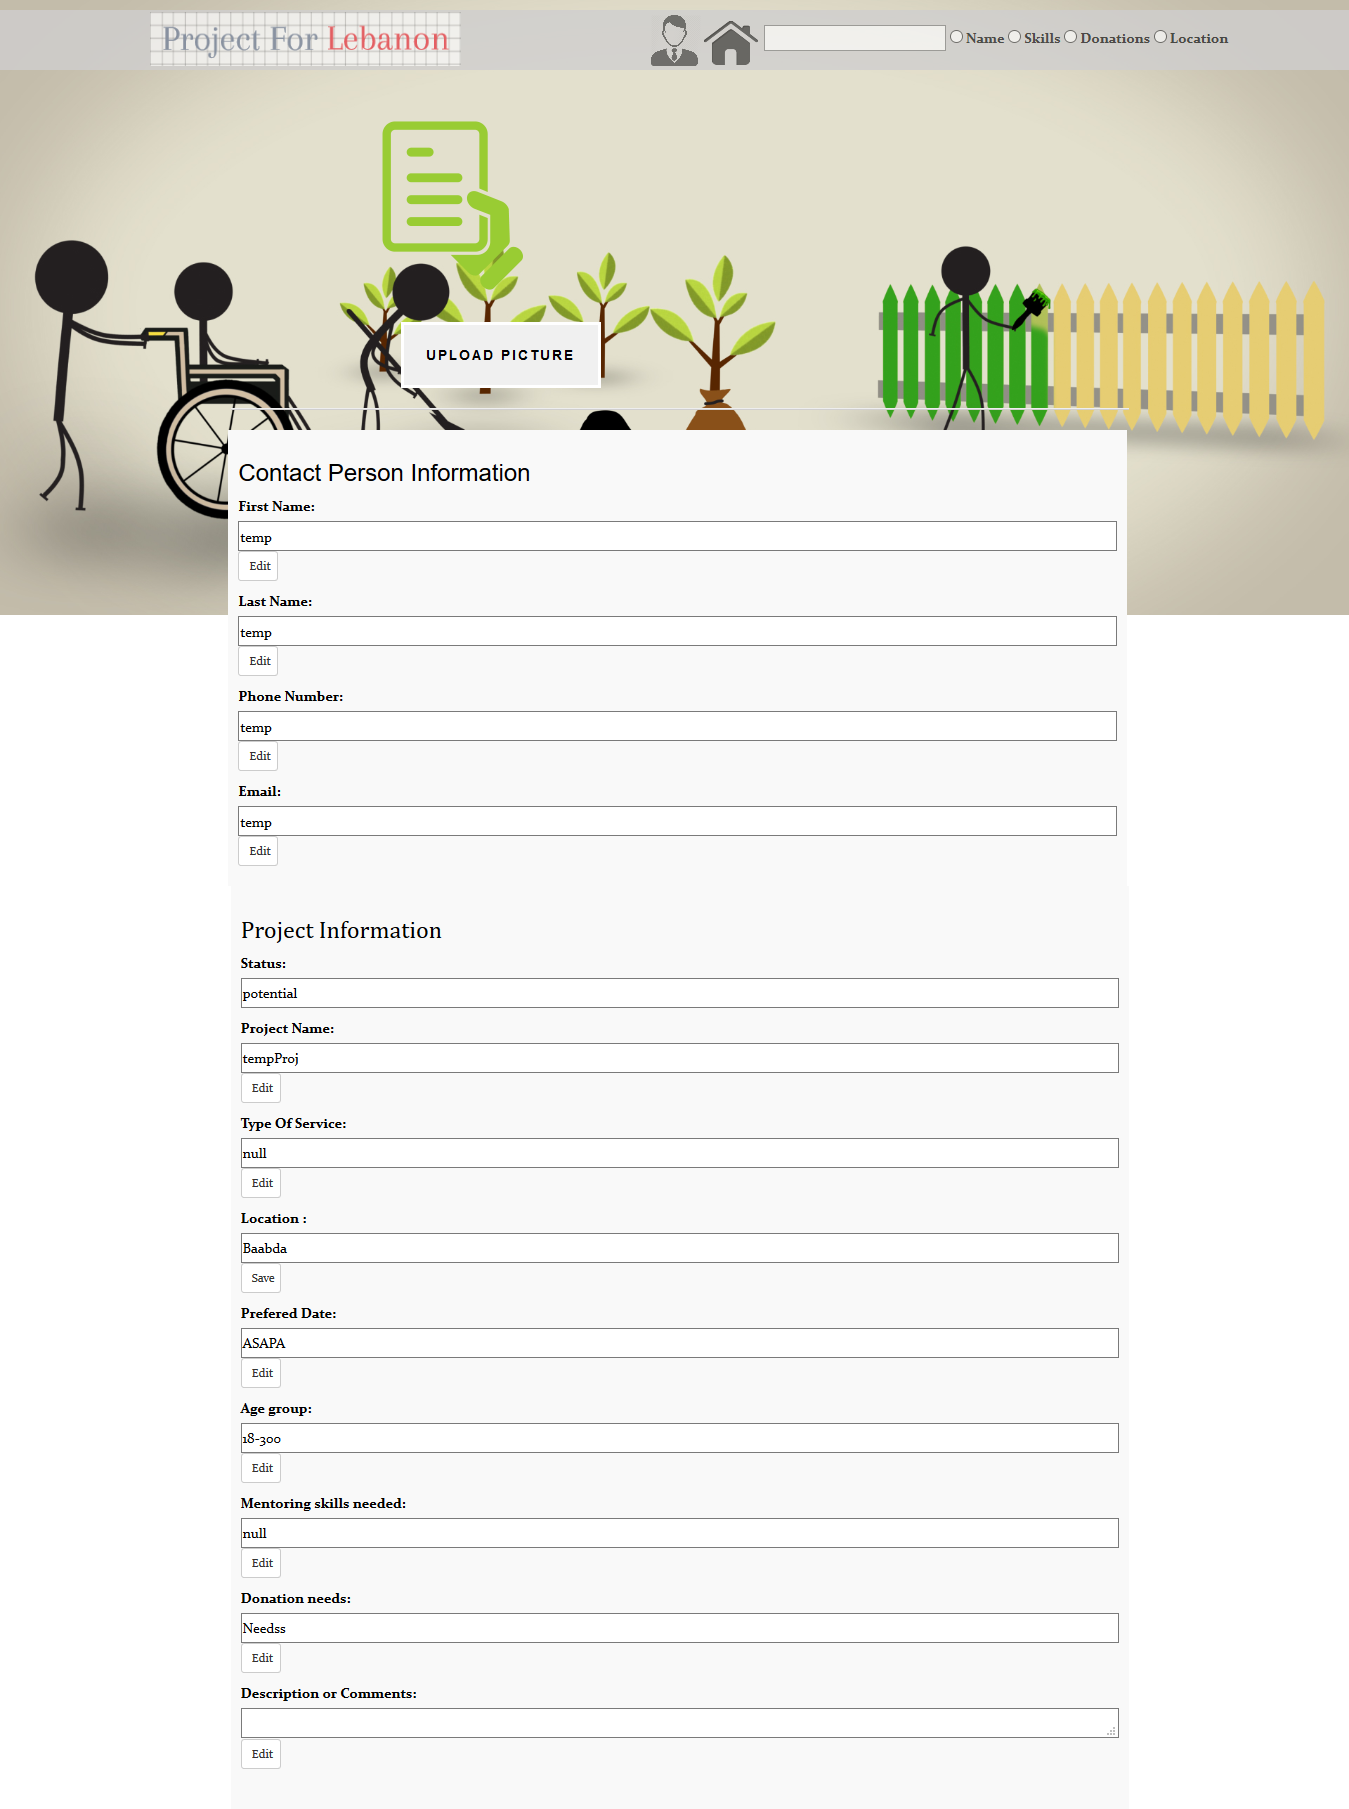 Project For Lebanon
Name Skills Donations Location
UPLOAD PICTURE
Contact Person Information
First Name:
temp
Edit
Last Name:
temp
Edit
Phone Number:
temp
Edit
Email:
temp
Edit
Project Information
Status:
potential
Project Name:
tempProj
Edit
Type Of Service:
null
Edit
Location :
Baabda
Save
Prefered Date:
ASAPA
Edit
Age group:
18-300
Edit
Mentoring skills needed:
null
Edit
Donation needs:
Needss
Edit
Description or Comments:
Edit